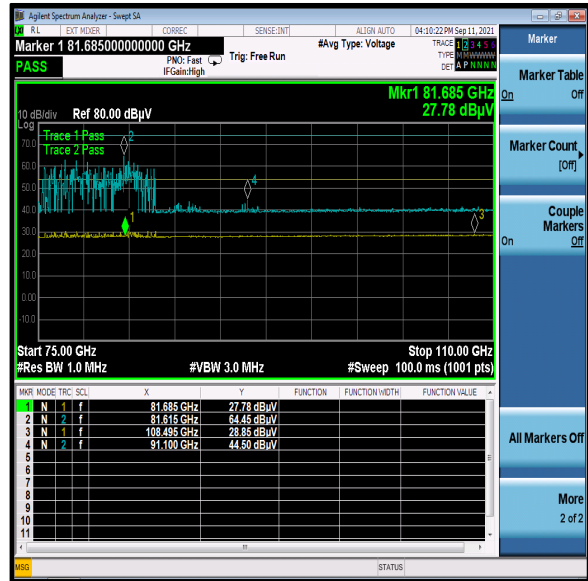 Agilent Spectrum Analyzer - Swept SA
RL EXT MIXER CORREC SENSE:INT ALIGN AUTO 04:10:22 PM Sep 11, 2021
Marker 1 81.685000000000 GHz
PNO: Fast
IFGain:High
Trig: Free Run
#Avg Type: Voltage
TRACE 1 2 3 4 5 6
TYPE MMWWWW
DET A P N N N N
PASS
Mkr1 81.685 GHz
27.78 dBµV
10 dB/div Ref 80.00 dBµV
Log
Trace 1 Pass
Trace 2 Pass
70.0
60.0
50.0
40.0
30.0
20.0
10.0
0.00
-10.0
2
4
1
3
Start 75.00 GHz Stop 110.00 GHz
#Res BW 1.0 MHz #VBW 3.0 MHz #Sweep 100.0 ms (1001 pts)
MKR MODE TRC SCL X Y FUNCTION FUNCTION WIDTH FUNCTION VALUE
1 N 1 f 81.685 GHz 27.78 dBµV
2 N 2 f 81.615 GHz 64.45 dBµV
3 N 1 f 108.495 GHz 28.85 dBµV
4 N 2 f 91.100 GHz 44.50 dBµV
5
6
7
8
9
10
11
MSG STATUS
Marker
Marker Table
On Off
Marker Count
[Off]
Couple
Markers
On Off
All Markers Off
More
2 of 2